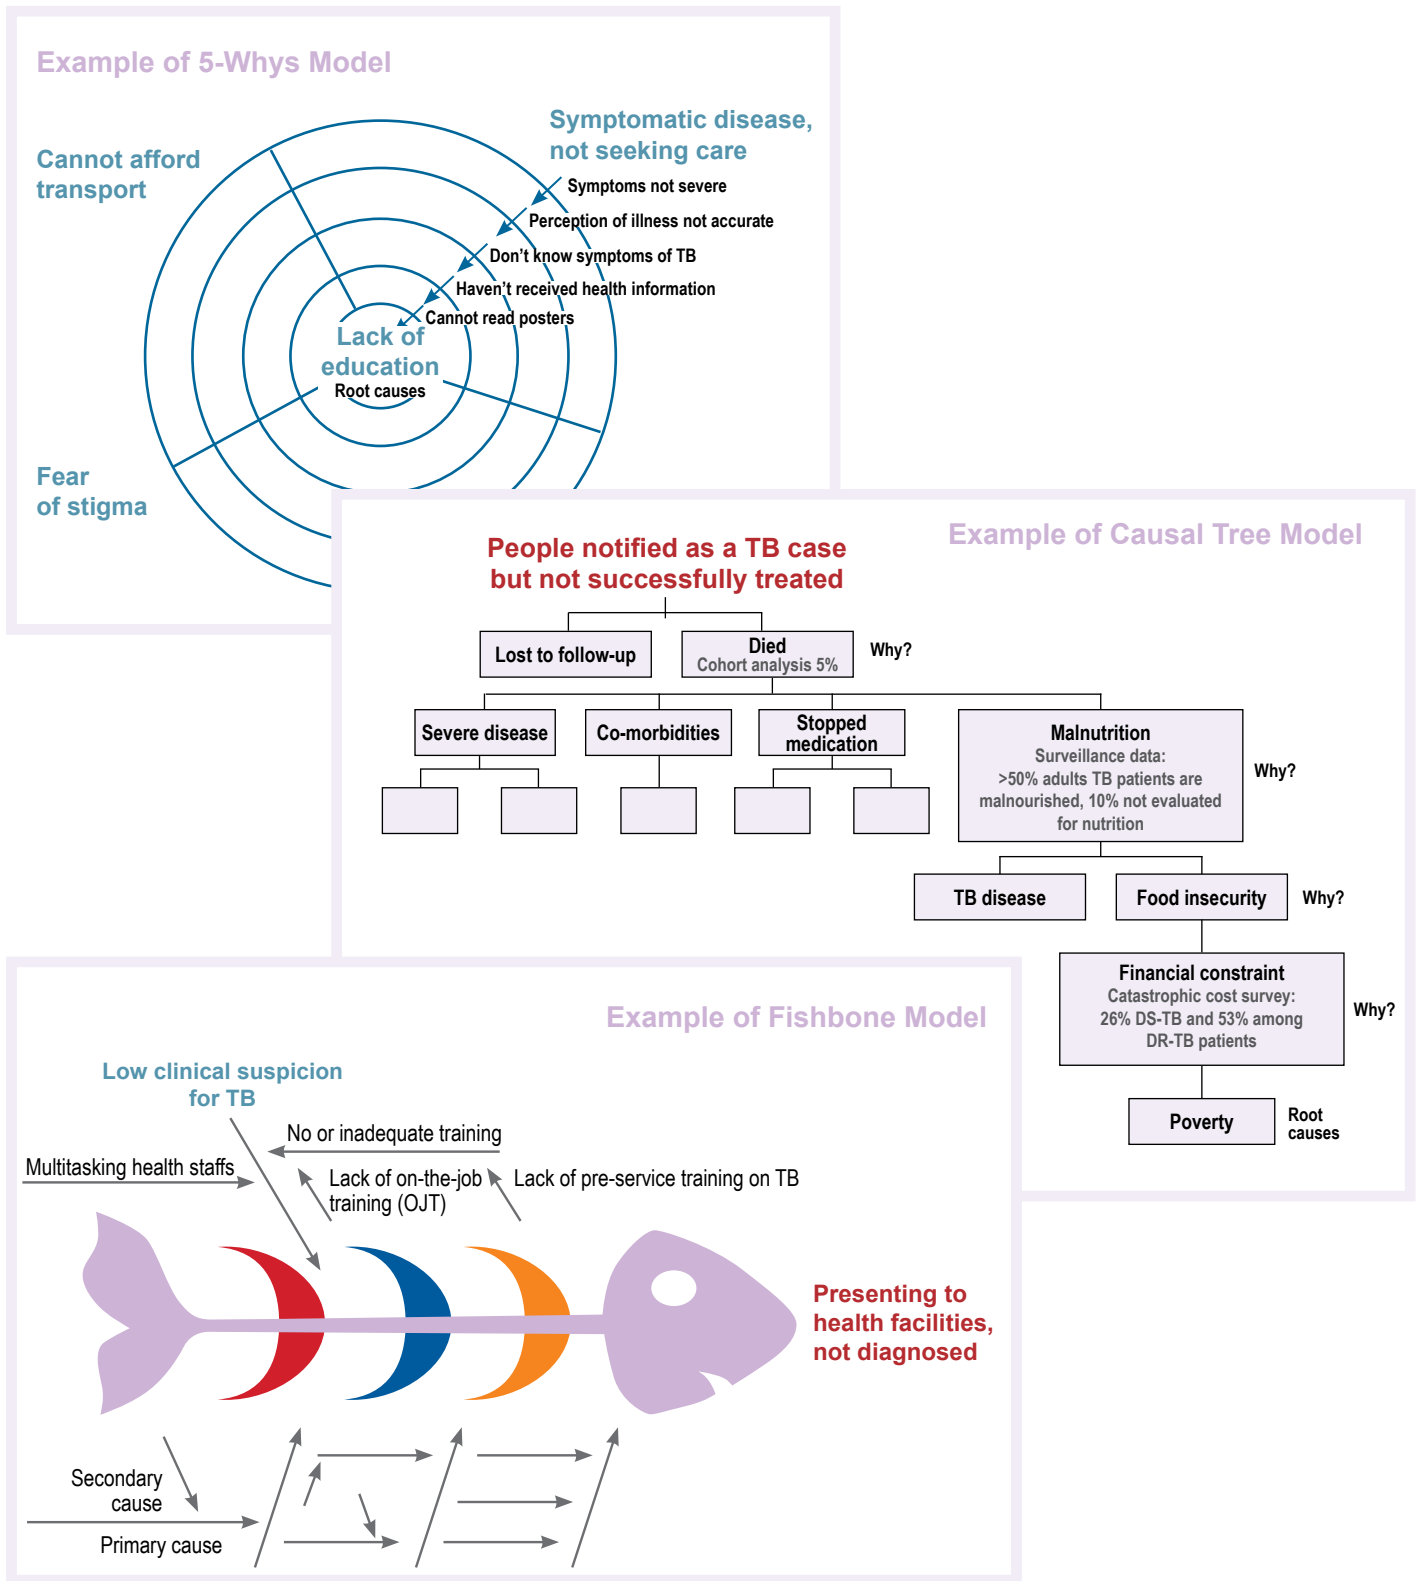 Example of 5-Whys Model
Symptomatic disease,
not seeking care
Cannot afford
transport
Symptoms not severe
Perception of illness not accurate
Don't know symptoms of TB
Haven't received health information
Cannot read posters
Lack of
education
Root causes
Fear
of stigma
Example of Causal Tree Model
People notified as a TB case
but not successfully treated
Lost to follow-up
Died
Cohort analysis 5%
Why?
Severe disease
Co-morbidities
Stopped
medication
Malnutrition
Surveillance data:
>50% adults TB patients are
malnourished, 10% not evaluated
for nutrition
Why?
TB disease
Food insecurity
Why?
Financial constraint
Catastrophic cost survey:
26% DS-TB and 53% among
DR-TB patients
Why?
Poverty
Root
causes
Example of Fishbone Model
Low clinical suspicion
for TB
No or inadequate training
Multitasking health staffs
Lack of on-the-job
training (OJT)
Lack of pre-service training on TB
Presenting to
health facilities,
not diagnosed
Secondary
cause
Primary cause